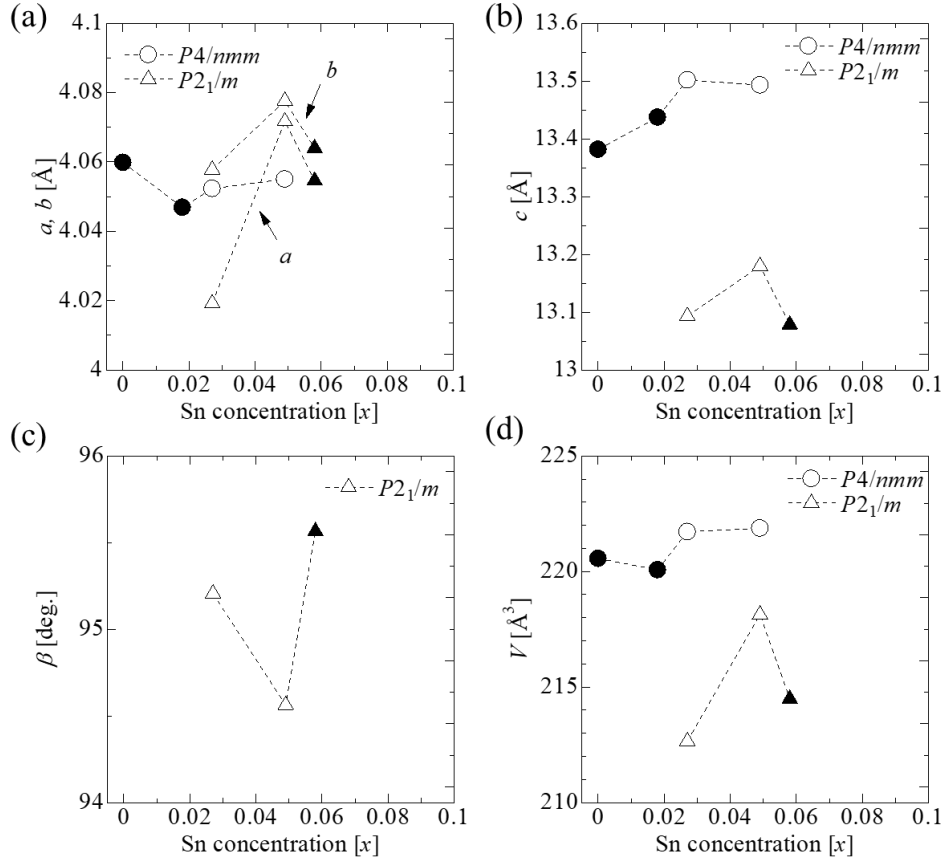 (a)
4.1
4.08
4.06
4.04
4.02
4
a, b [Å]
P4/nmm
P2₁/m
b
a
0 0.02 0.04 0.06 0.08 0.1
Sn concentration [x]
(b)
13.6
13.5
13.4
13.3
13.2
13.1
13
c [Å]
P4/nmm
P2₁/m
0 0.02 0.04 0.06 0.08 0.1
Sn concentration [x]
(c)
96
95
94
β [deg.]
P2₁/m
0 0.02 0.04 0.06 0.08 0.1
Sn concentration [x]
(d)
225
220
215
210
V [Å³]
P4/nmm
P2₁/m
0 0.02 0.04 0.06 0.08 0.1
Sn concentration [x]